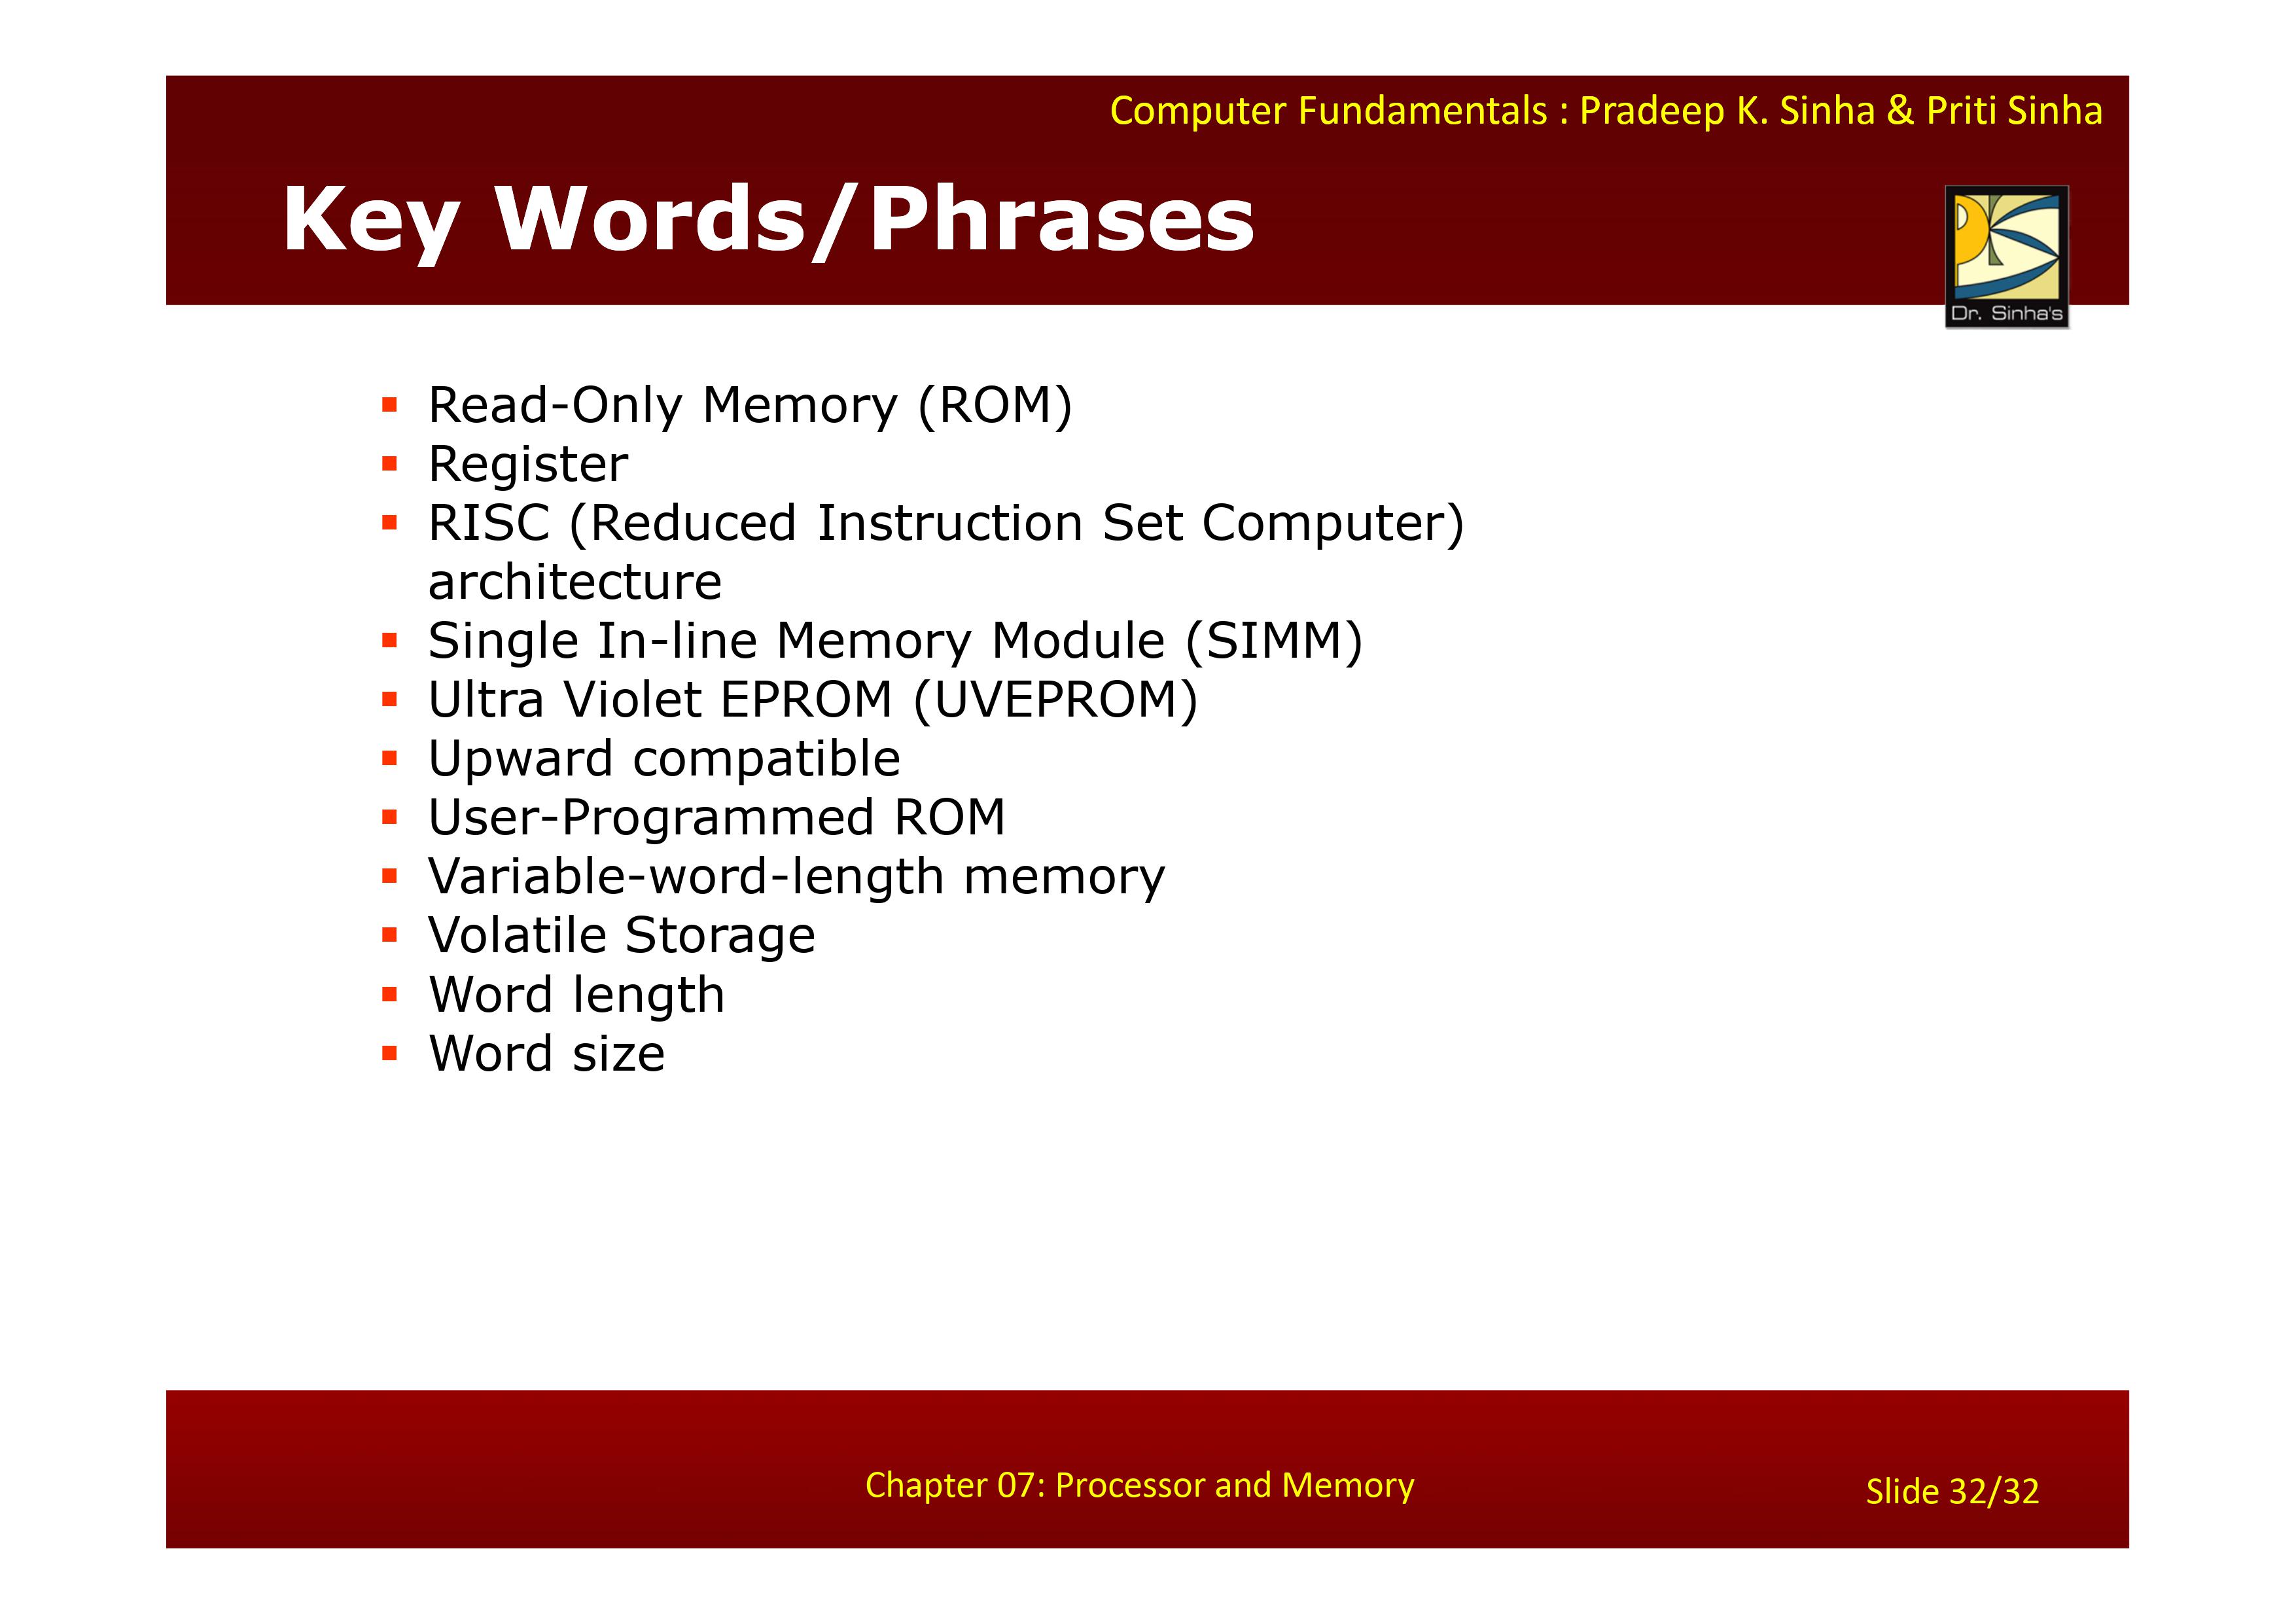 Computer Fundamentals : Pradeep K. Sinha & Priti Sinha
Key Words/Phrases
Dr. Sinha's
▪ Read-Only Memory (ROM)
▪ Register
▪ RISC (Reduced Instruction Set Computer)
architecture
▪ Single In-line Memory Module (SIMM)
▪ Ultra Violet EPROM (UVEPROM)
▪ Upward compatible
▪ User-Programmed ROM
▪ Variable-word-length memory
▪ Volatile Storage
▪ Word length
▪ Word size
Chapter 07: Processor and Memory
Slide 32/32